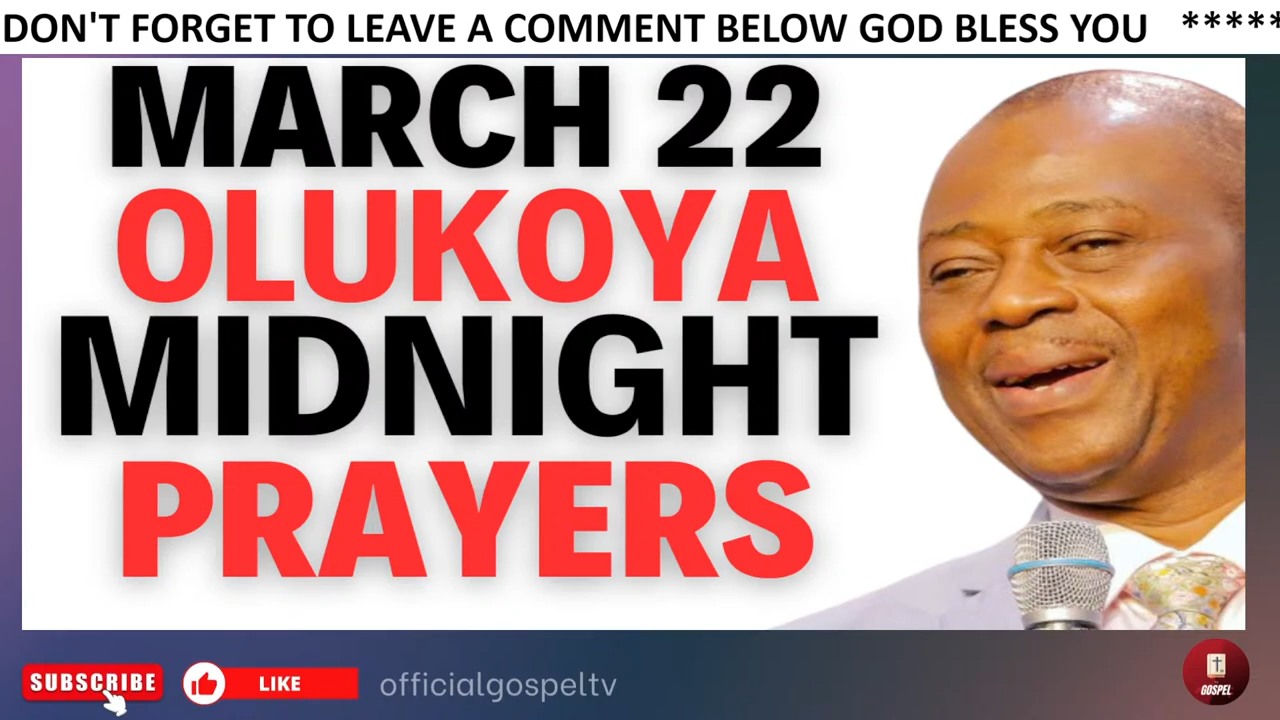 DON'T FORGET TO LEAVE A COMMENT BELOW GOD BLESS YOU *****
MARCH 22
OLUKOYA
MIDNIGHT
PRAYERS
SUBSCRIBE
LIKE
officialgospeltv
GOSPEL